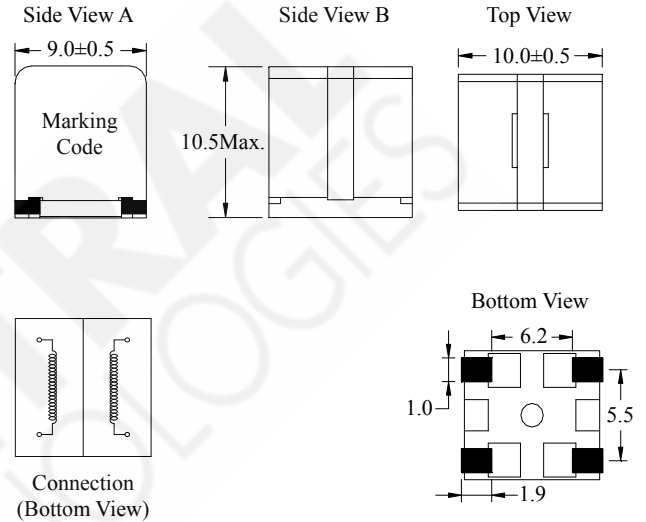 Side View A
Side View B
Top View
9.0±0.5
10.0±0.5
Marking
Code
10.5Max.
Bottom View
6.2
1.0
5.5
1.9
Connection
(Bottom View)